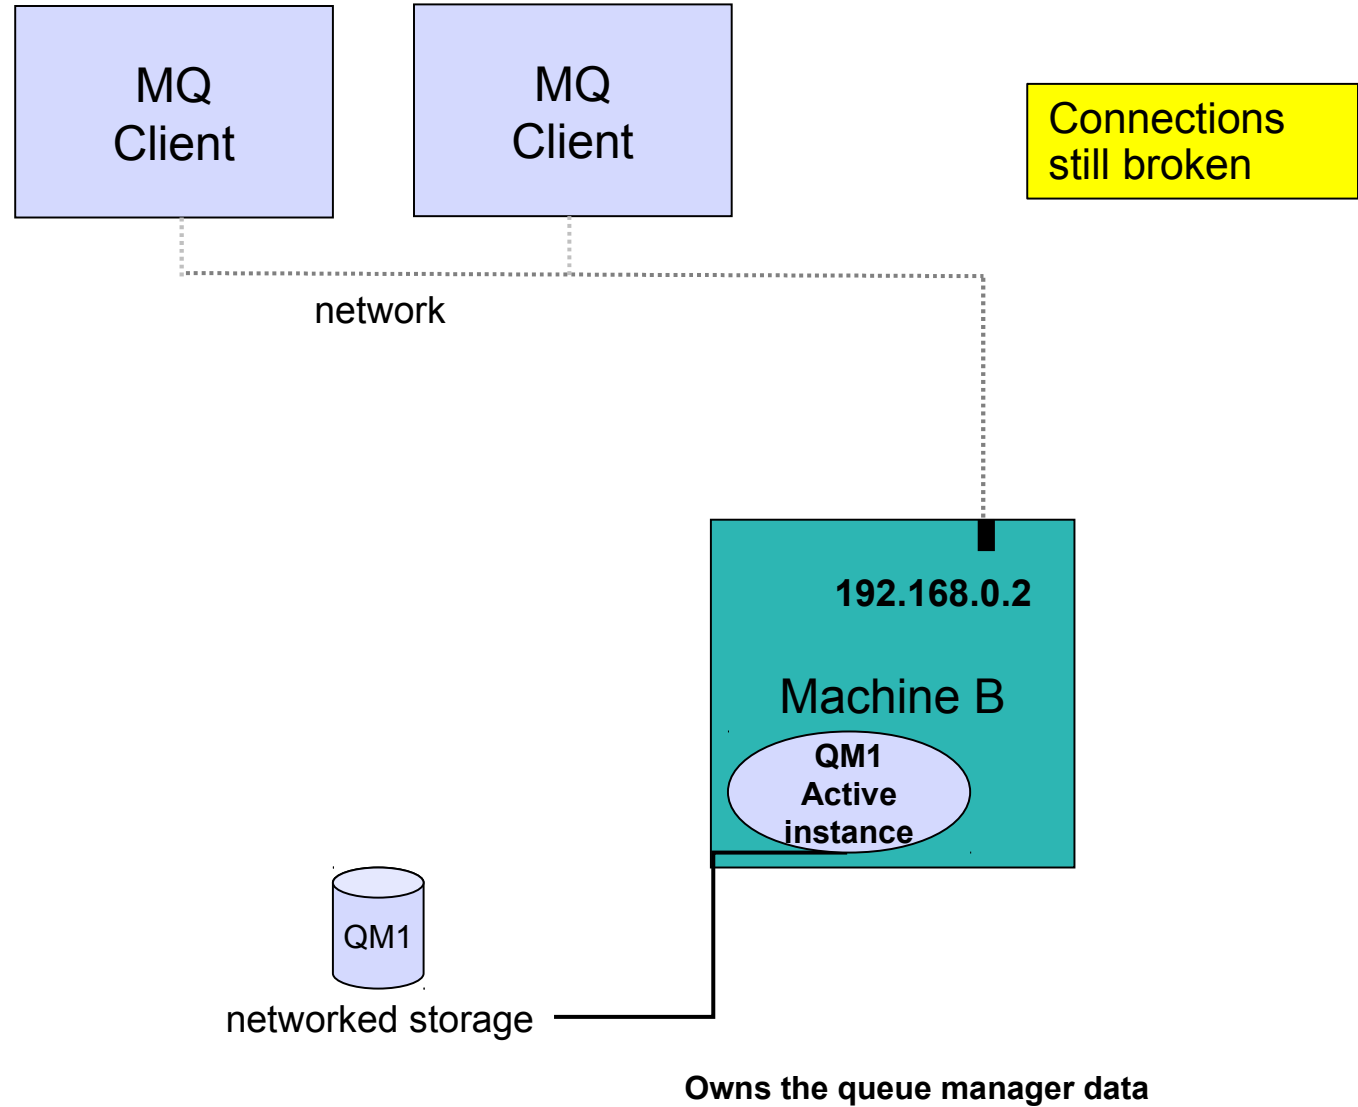 MQ
Client
MQ
Client
Connections
still broken
network
192.168.0.2
Machine B
QM1
Active
instance
QM1
networked storage
Owns the queue manager data